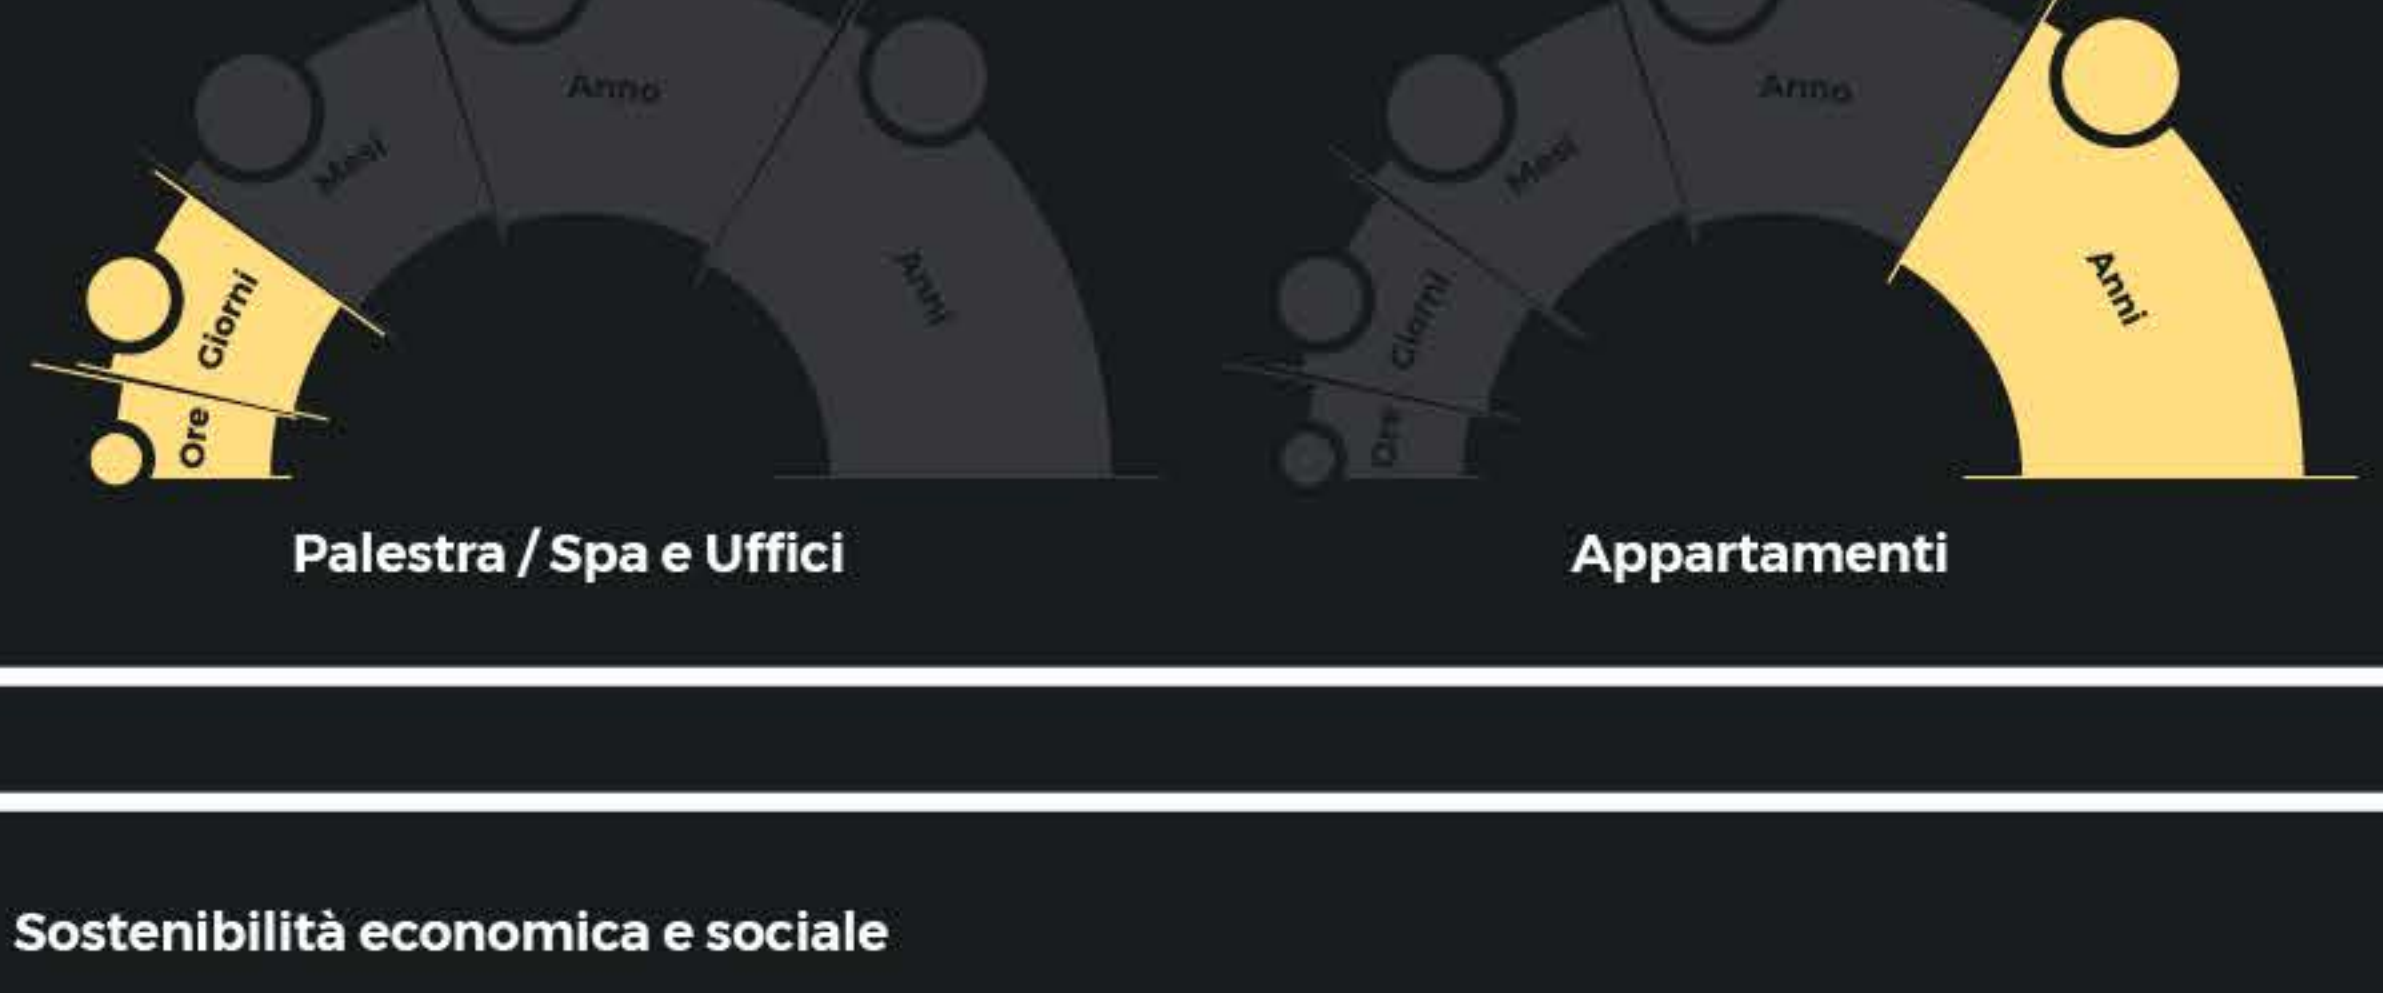 Anno
Mesi
Anni
Giorni
Ore
Anno
Mesi
Anni
Giorni
Ore
Palestra / Spa e Uffici
Appartamenti
Sostenibilità economica e sociale